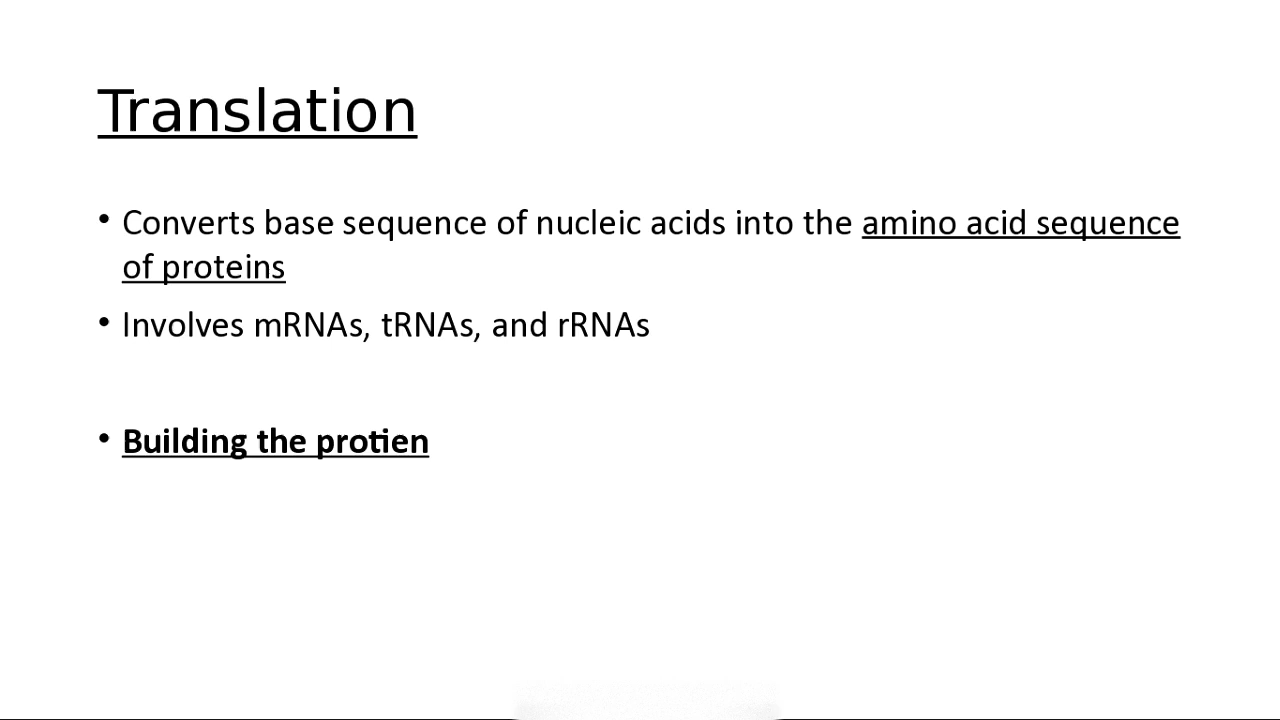 Translation
• Converts base sequence of nucleic acids into the amino acid sequence
of proteins
• Involves mRNAs, tRNAs, and rRNAs
• Building the protien